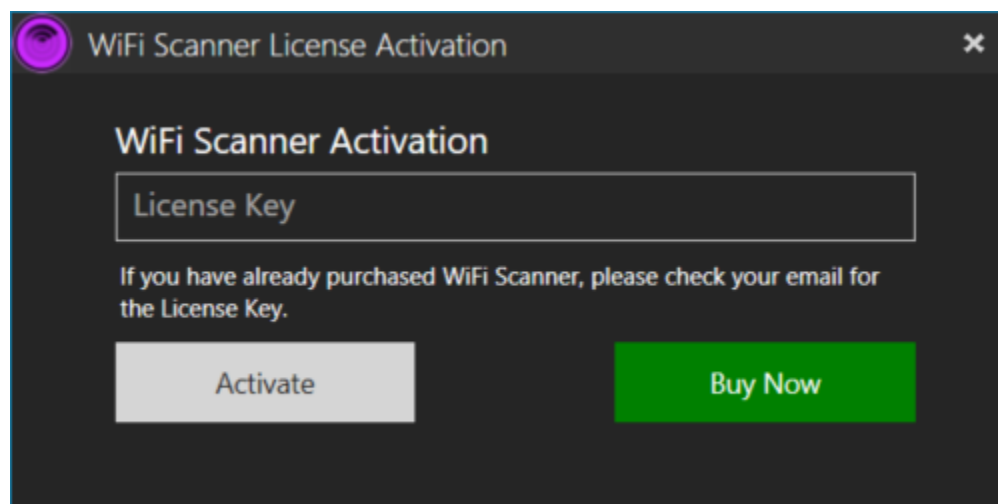 WiFi Scanner License Activation
WiFi Scanner Activation
License Key
If you have already purchased WiFi Scanner, please check your email for
the License Key.
Activate
Buy Now